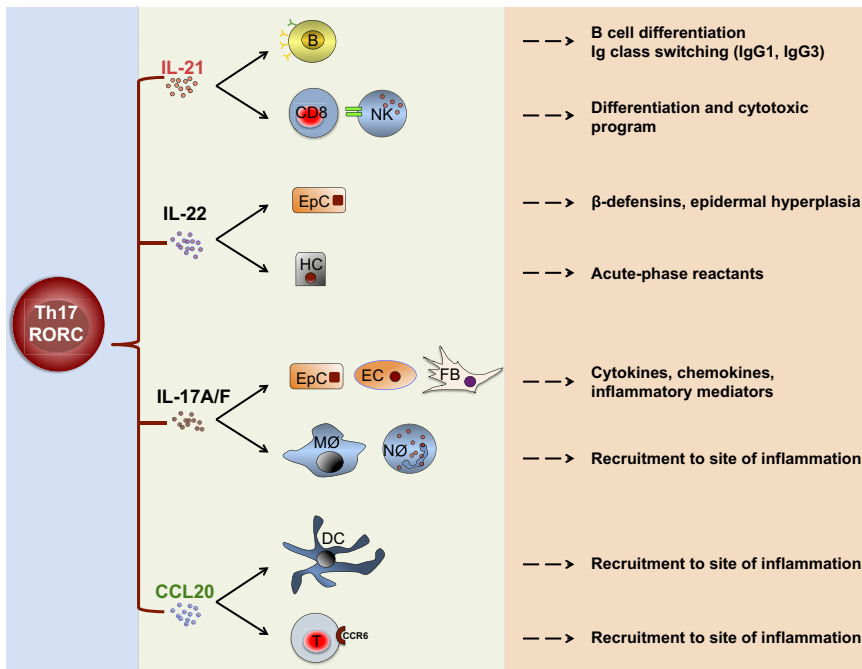 IL-21
B
B cell differentiation
Ig class switching (IgG1, IgG3)
CD8
NK
Differentiation and cytotoxic
program
IL-22
EpC
β-defensins, epidermal hyperplasia
HC
Acute-phase reactants
Th17
RORC
IL-17A/F
EpC
EC
FB
Cytokines, chemokines,
inflammatory mediators
MØ
NØ
Recruitment to site of inflammation
CCL20
DC
Recruitment to site of inflammation
T
CCR6
Recruitment to site of inflammation